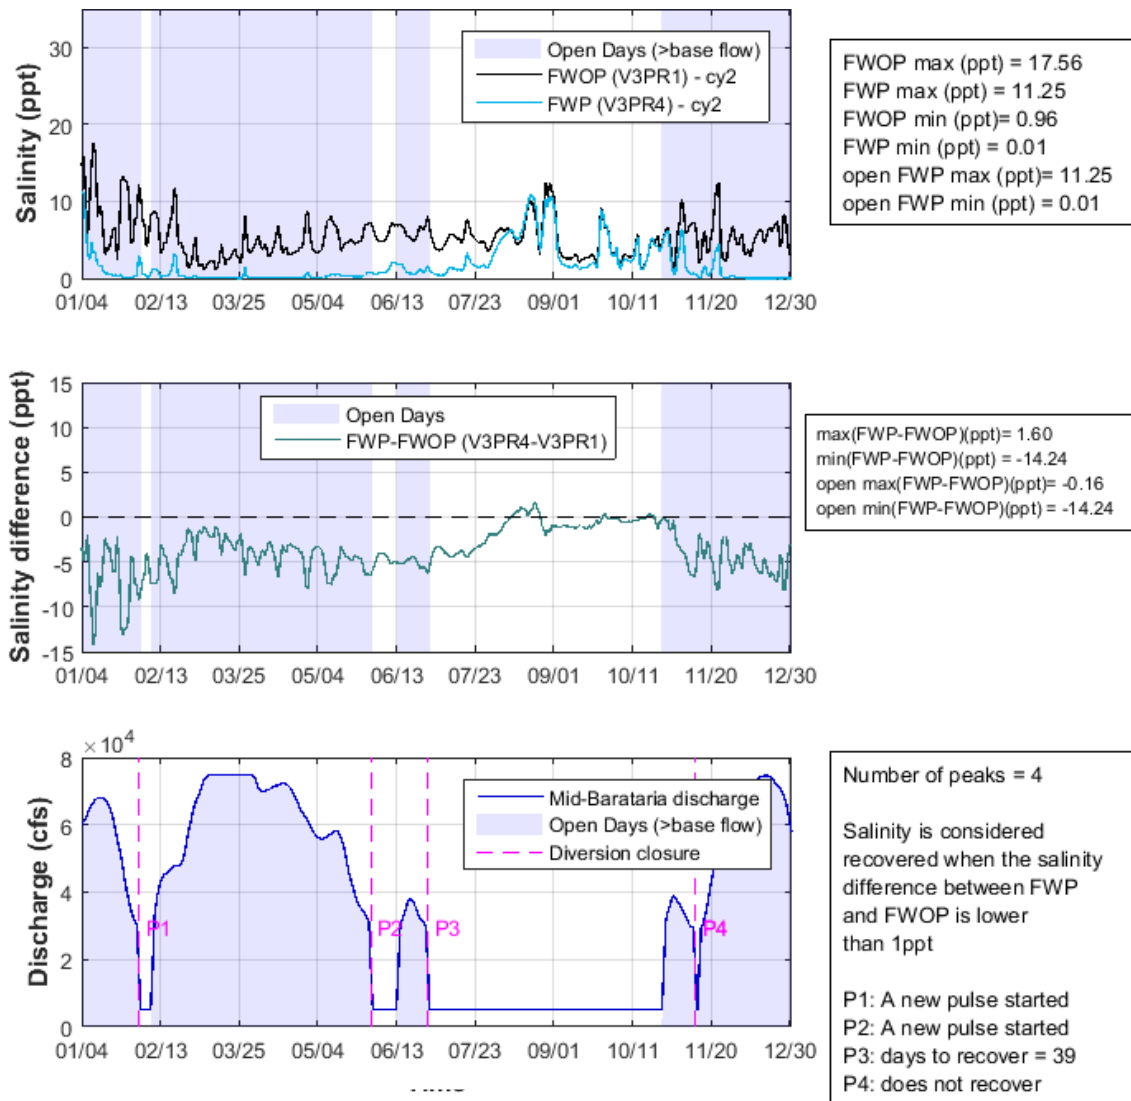 35
30
20
10
0
Salinity (ppt)
Open Days (>base flow)
FWOP (V3PR1) - cy2
FWP (V3PR4) - cy2
01/04 02/13 03/25 05/04 06/13 07/23 09/01 10/11 11/20 12/30
FWOP max (ppt) = 17.56
FWP max (ppt) = 11.25
FWOP min (ppt)= 0.96
FWP min (ppt) = 0.01
open FWP max (ppt)= 11.25
open FWP min (ppt) = 0.01
15
10
5
0
-5
-10
-15
Salinity difference (ppt)
Open Days
FWP-FWOP (V3PR4-V3PR1)
01/04 02/13 03/25 05/04 06/13 07/23 09/01 10/11 11/20 12/30
max(FWP-FWOP)(ppt)= 1.60
min(FWP-FWOP)(ppt) = -14.24
open max(FWP-FWOP)(ppt)= -0.16
open min(FWP-FWOP)(ppt) = -14.24
×10⁴
8
6
4
2
0
Discharge (cfs)
Mid-Barataria discharge
Open Days (>base flow)
Diversion closure
P1 P2 P3 P4
01/04 02/13 03/25 05/04 06/13 07/23 09/01 10/11 11/20 12/30
Number of peaks = 4
Salinity is considered
recovered when the salinity
difference between FWP
and FWOP is lower
than 1ppt
P1: A new pulse started
P2: A new pulse started
P3: days to recover = 39
P4: does not recover